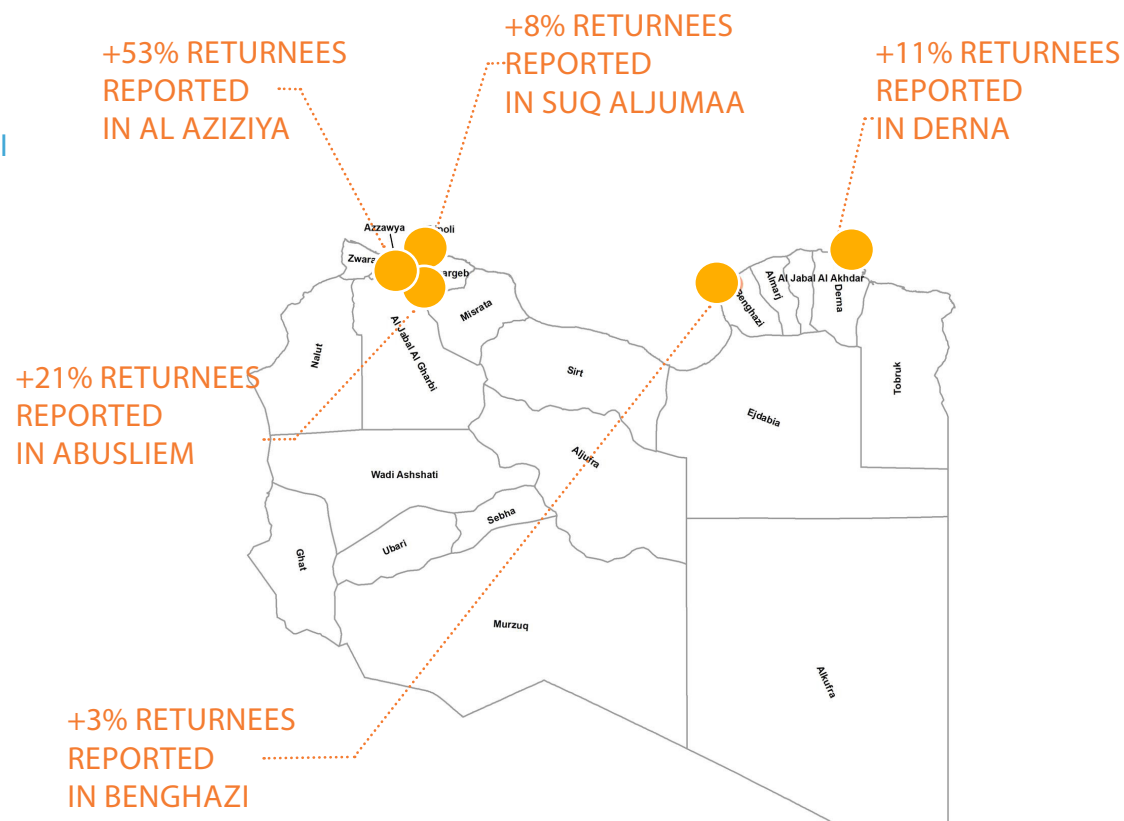 +53% RETURNEES
REPORTED
IN AL AZIZIYA
+8% RETURNEES
REPORTED
IN SUQ ALJUMAA
+11% RETURNEES
REPORTED
IN DERNA
Azzawya
Zwara
Misrata
Al Jabal Al Gharbi
Nalut
Sirt
Benghazi
Almarj
Al Jabal Al Akhdar
Derna
Tobruk
Ejdabia
+21% RETURNEES
REPORTED
IN ABUSLIEM
Wadi Ashshati
Aljufra
Sebha
Ubari
Ghat
Murzuq
Alkufra
+3% RETURNEES
REPORTED
IN BENGHAZI